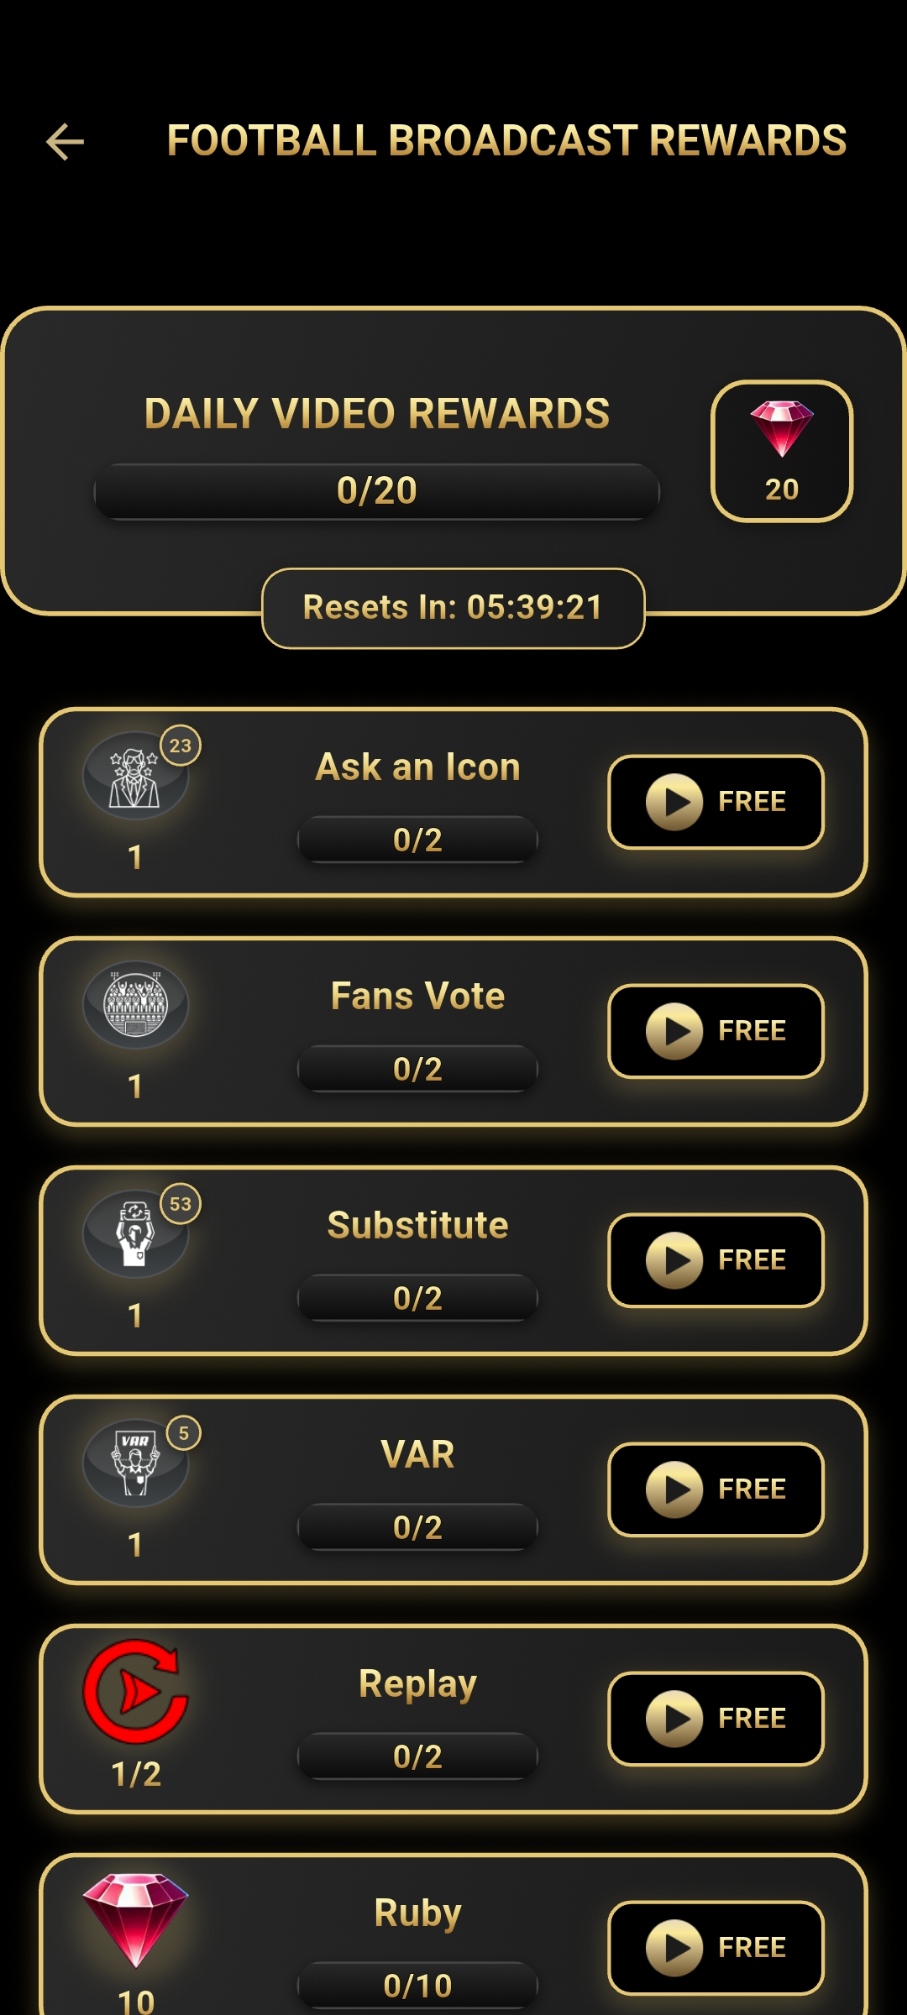 FOOTBALL BROADCAST REWARDS
DAILY VIDEO REWARDS
0/20
20
Resets In: 05:39:21
23
Ask an Icon
FREE
0/2
1
Fans Vote
FREE
0/2
1
53
Substitute
FREE
0/2
1
5
VAR
VAR
FREE
0/2
1
Replay
FREE
0/2
1/2
Ruby
FREE
0/10
10